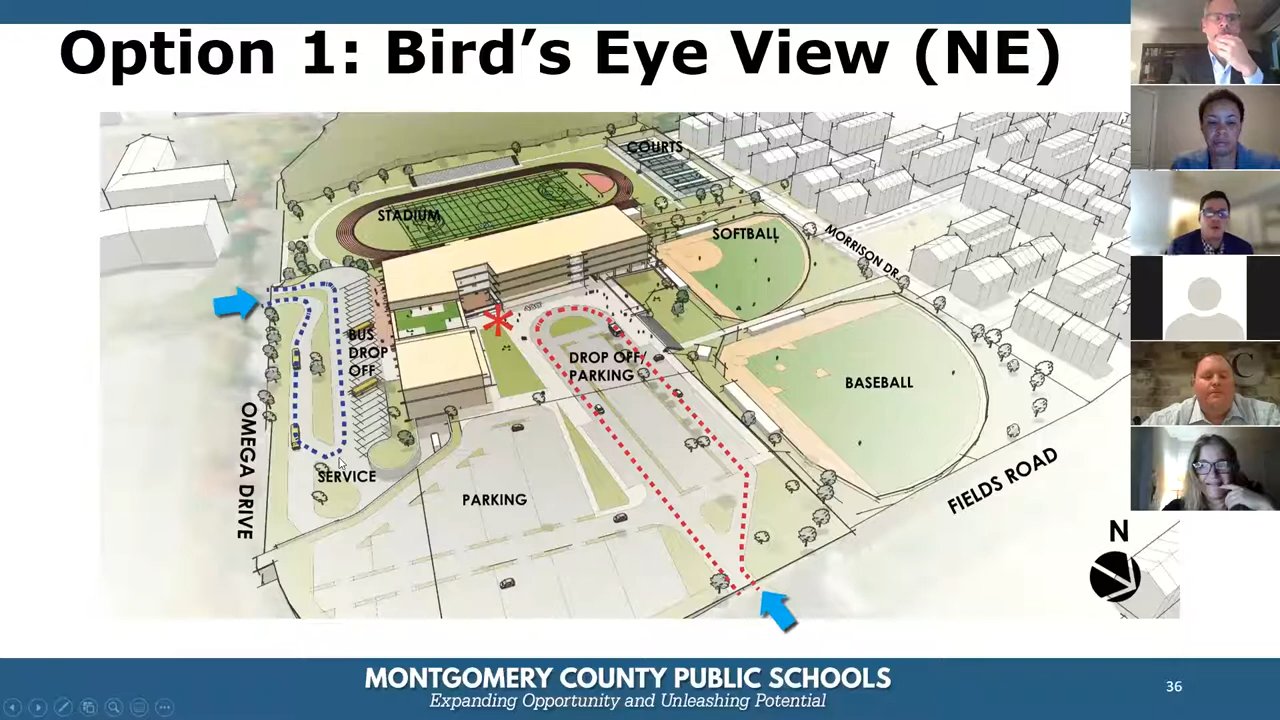 Option 1: Bird's Eye View (NE)
COURTS
STADIUM
SOFTBALL
MORRISON DR.
BUS
DROP
OFF
DROP OFF/
PARKING
BASEBALL
OMEGA DRIVE
SERVICE
PARKING
FIELDS ROAD
N
MONTGOMERY COUNTY PUBLIC SCHOOLS
Expanding Opportunity and Unleashing Potential
36